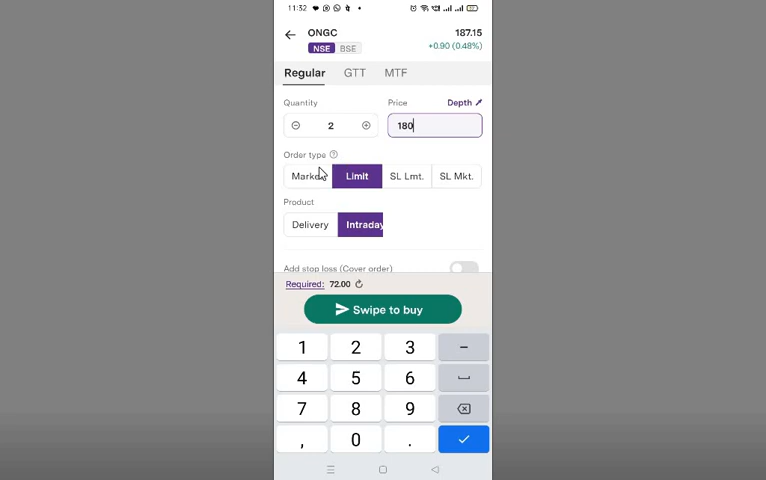 11:32
ONGC 187.15
NSE BSE +0.90 (0.48%)
Regular GTT MTF
Quantity Price Depth
2 180
Order type
Market Limit SL Lmt. SL Mkt.
Product
Delivery Intraday
Add stop loss (Cover order)
Required: 72.00
Swipe to buy
1 2 3 -
4 5 6
7 8 9
, 0 .